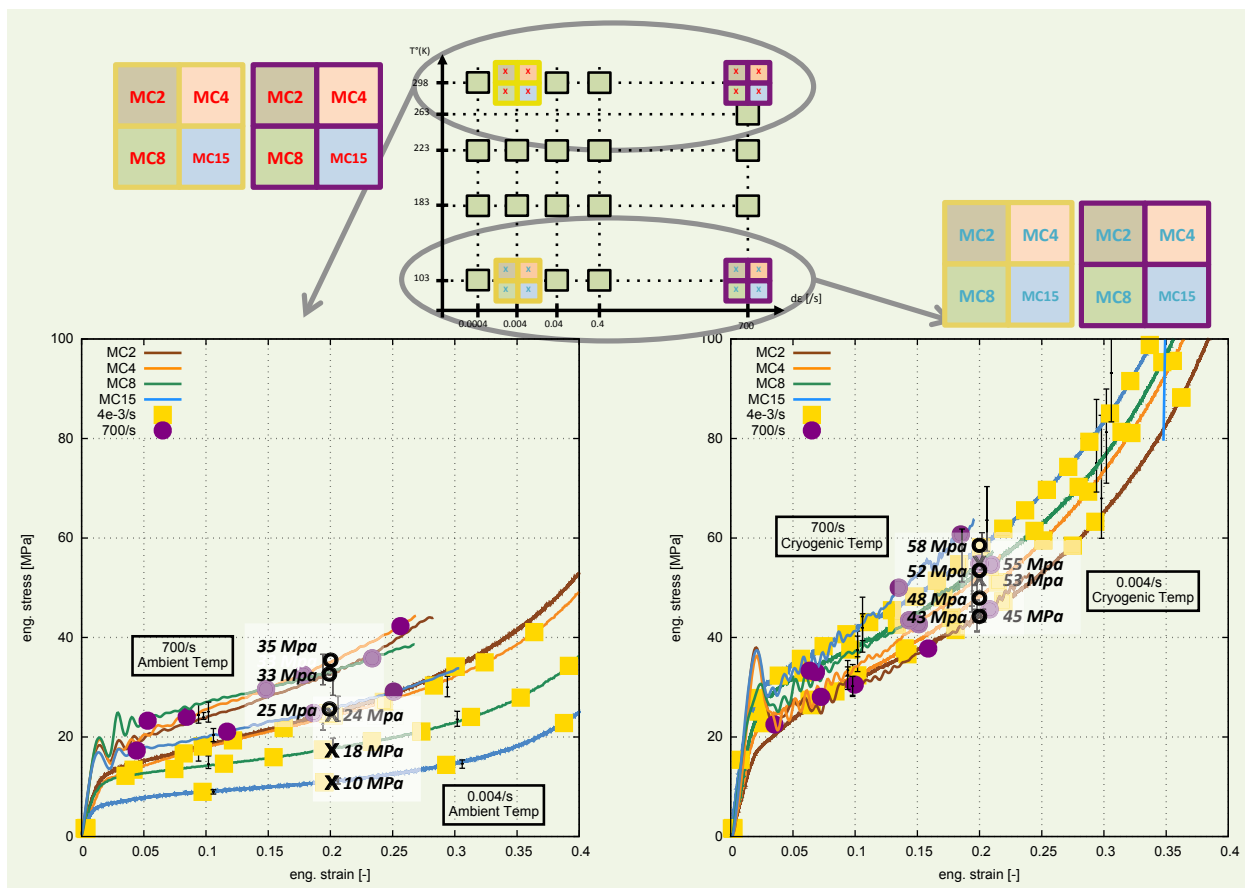 T°(K)
298
263
223
183
103
0.0004
0.004
0.04
0.4
700
dε [/s]
x x x x
x x x x
x x x x
x x x x
MC2 MC4 MC2 MC4
MC8 MC15 MC8 MC15
MC2 MC4 MC2 MC4
MC8 MC15 MC8 MC15
100
80
60
40
20
0
eng. stress [MPa]
MC2
MC4
MC8
MC15
4e-3/s
700/s
700/s
Ambient Temp
35 Mpa
33 Mpa
25 Mpa
24 Mpa
X 18 MPa
X 10 MPa
0.004/s
Ambient Temp
0 0.05 0.1 0.15 0.2 0.25 0.3 0.35 0.4
eng. strain [-]
100
80
60
40
20
0
eng. stress [MPa]
MC2
MC4
MC8
MC15
4e-3/s
700/s
700/s
Cryogenic Temp
58 Mpa
52 Mpa
48 Mpa
43 Mpa
55 Mpa
53 Mpa
45 MPa
0.004/s
Cryogenic Temp
0 0.05 0.1 0.15 0.2 0.25 0.3 0.35 0.4
eng. strain [-]